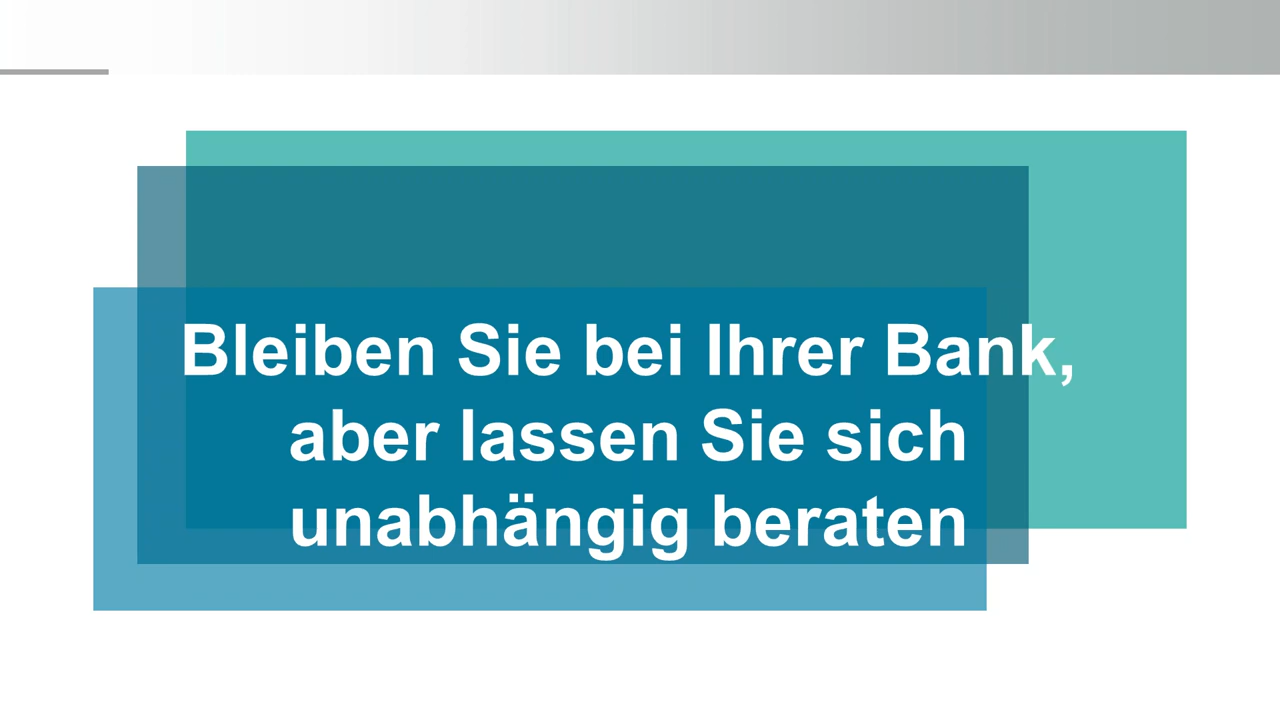 Bleiben Sie bei Ihrer Bank,
aber lassen Sie sich
unabhängig beraten